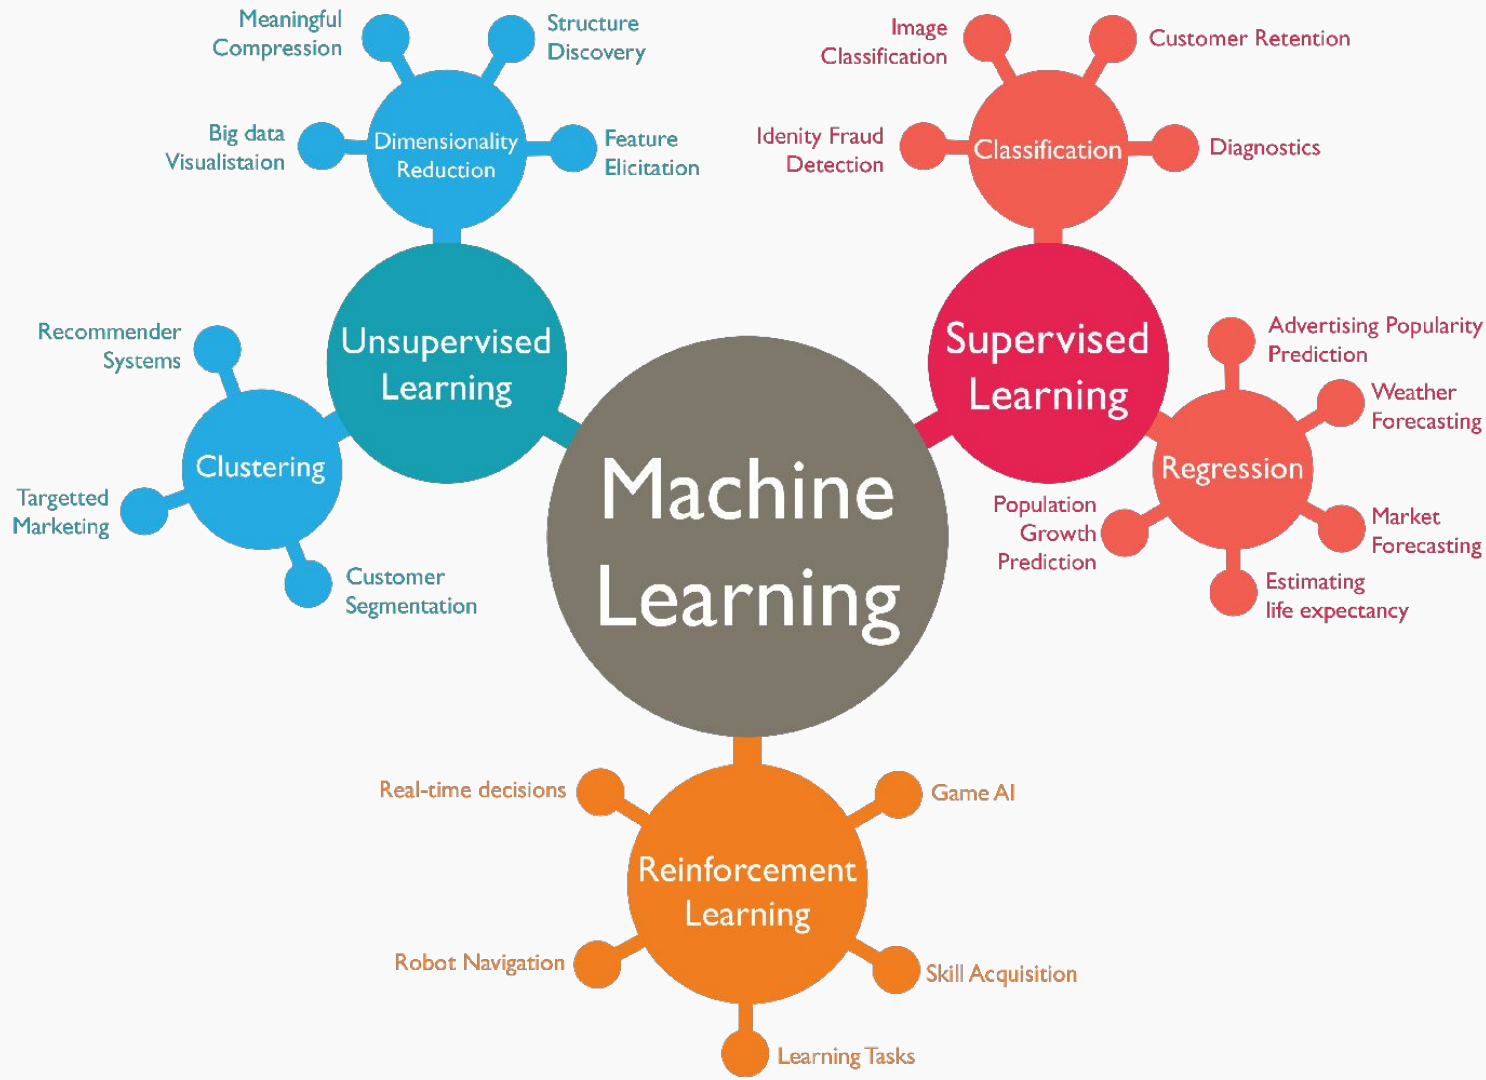 Meaningful
Compression
Structure
Discovery
Big data
Visualistaion
Dimensionality
Reduction
Feature
Elicitation
Image
Classification
Customer Retention
Idenity Fraud
Detection
Classification
Diagnostics
Recommender
Systems
Unsupervised
Learning
Clustering
Targetted
Marketing
Customer
Segmentation
Supervised
Learning
Advertising Popularity
Prediction
Weather
Forecasting
Regression
Population
Growth
Prediction
Market
Forecasting
Estimating
life expectancy
Machine
Learning
Real-time decisions
Game AI
Reinforcement
Learning
Robot Navigation
Skill Acquisition
Learning Tasks